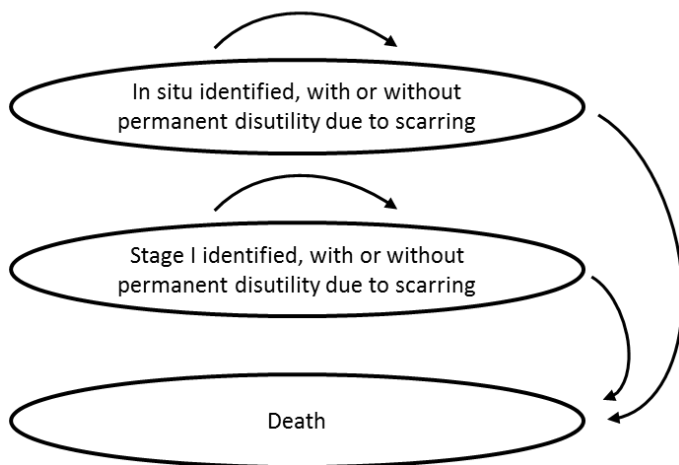 In situ identified, with or without
permanent disutility due to scarring
Stage I identified, with or without
permanent disutility due to scarring
Death